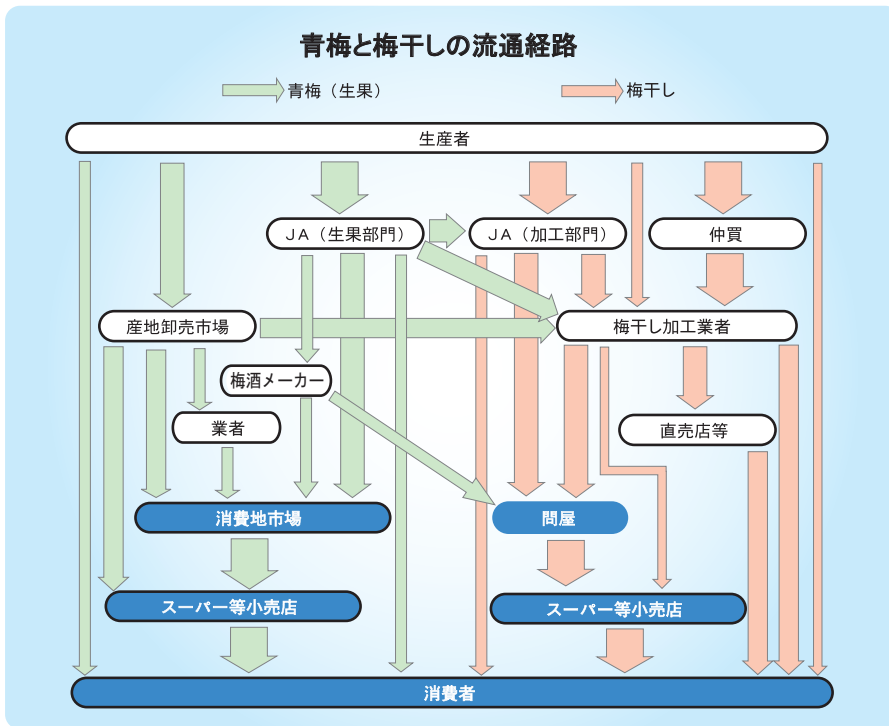 青梅と梅干しの流通経路
青梅（生果）
梅干し
生産者
ＪＡ（生果部門）
ＪＡ（加工部門）
仲買
産地卸売市場
梅干し加工業者
梅酒メーカー
業者
直売店等
消費地市場
問屋
スーパー等小売店
スーパー等小売店
消費者